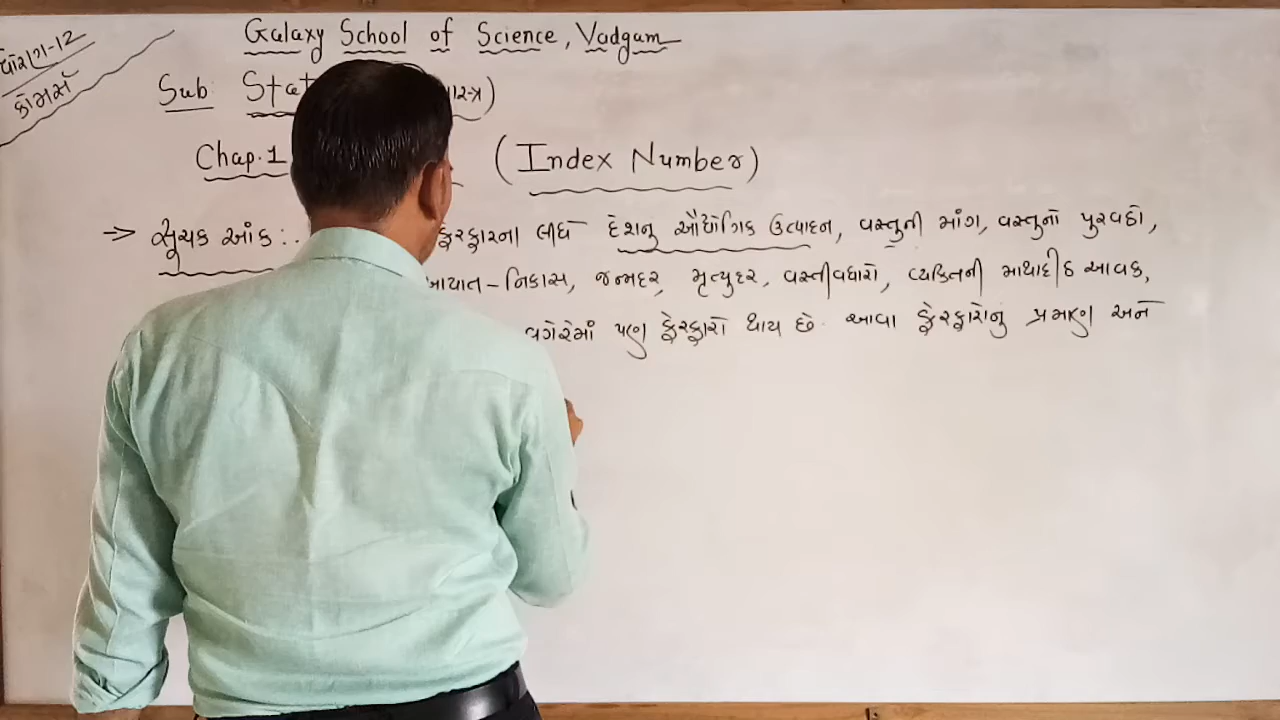 ધોરણ-12
કોમર્સ
Galaxy School of Science, Vadgam
Sub: Stat
Chap.1 (Index Number)
→ સૂચક આંક :. ફેરફારના લીધે દેશનુ ઔધોગિક ઉત્પાદન, વસ્તુની માંગ, વસ્તુનો પુરવઠો,
આયાત-નિકાસ, જન્મદર, મૃત્યુદર, વસ્તીવધારો, વ્યક્તિની માથાદીઠ આવક,
વગેરેમાં પણ ફેરફારો થાય છે. આવા ફેરફારોનું પ્રમાણ અને